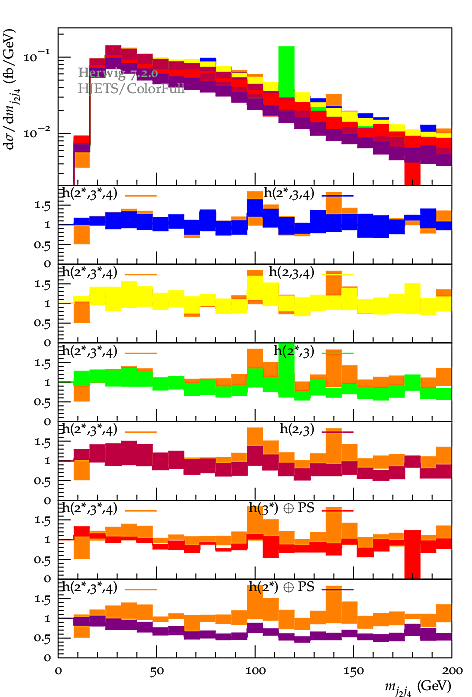 dσ/dm_{j₂j₄} (fb/GeV)
10⁻¹
10⁻²
Herwig 7.2.0
HJETS/ColorFull
h(2*,3*,4) h(2*,3,4)
1.5
1
0.5
0
h(2*,3*,4) h(2,3,4)
1.5
1
0.5
0
h(2*,3*,4) h(2*,3)
1.5
1
0.5
0
h(2*,3*,4) h(2,3)
1.5
1
0.5
0
h(2*,3*,4) h(3*) ⊕ PS
1.5
1
0.5
0
h(2*,3*,4) h(2*) ⊕ PS
1.5
1
0.5
0
0 50 100 150 200
m_{j₂j₄} (GeV)